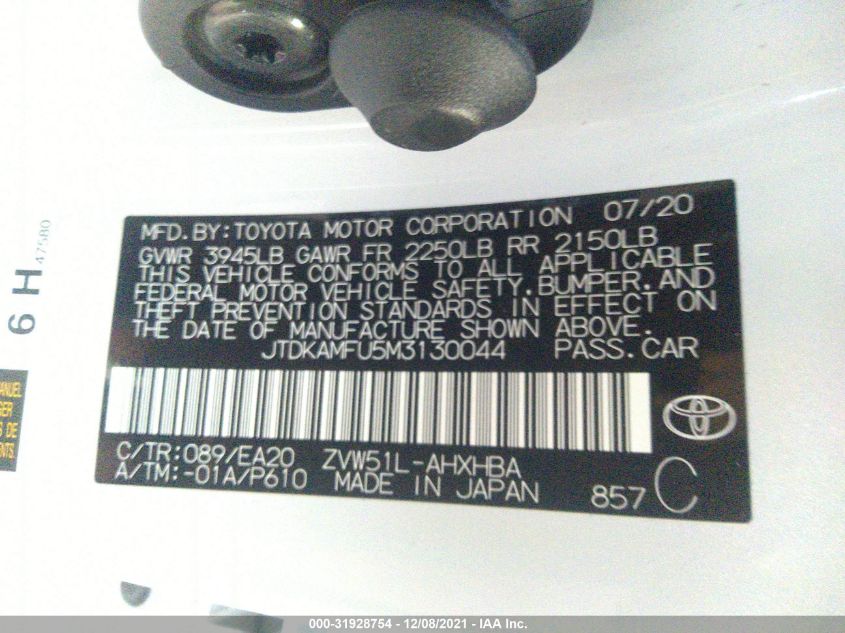 MFD.BY:TOYOTA MOTOR CORPORATION 07/20
GVWR 3945LB GAWR FR 2250LB RR 2150LB
THIS VEHICLE CONFORMS TO ALL APPLICABLE
FEDERAL MOTOR VEHICLE SAFETY,BUMPER,AND
THEFT PREVENTION STANDARDS IN EFFECT ON
THE DATE OF MANUFACTURE SHOWN ABOVE.
JTDKAMFU5M3130044 PASS.CAR
C/TR:089/EA20 ZVW51L-AHXHBA
A/TM:-01A/P610 MADE IN JAPAN 857 C
6 H 47580
000-31928754 - 12/08/2021 - IAA Inc.